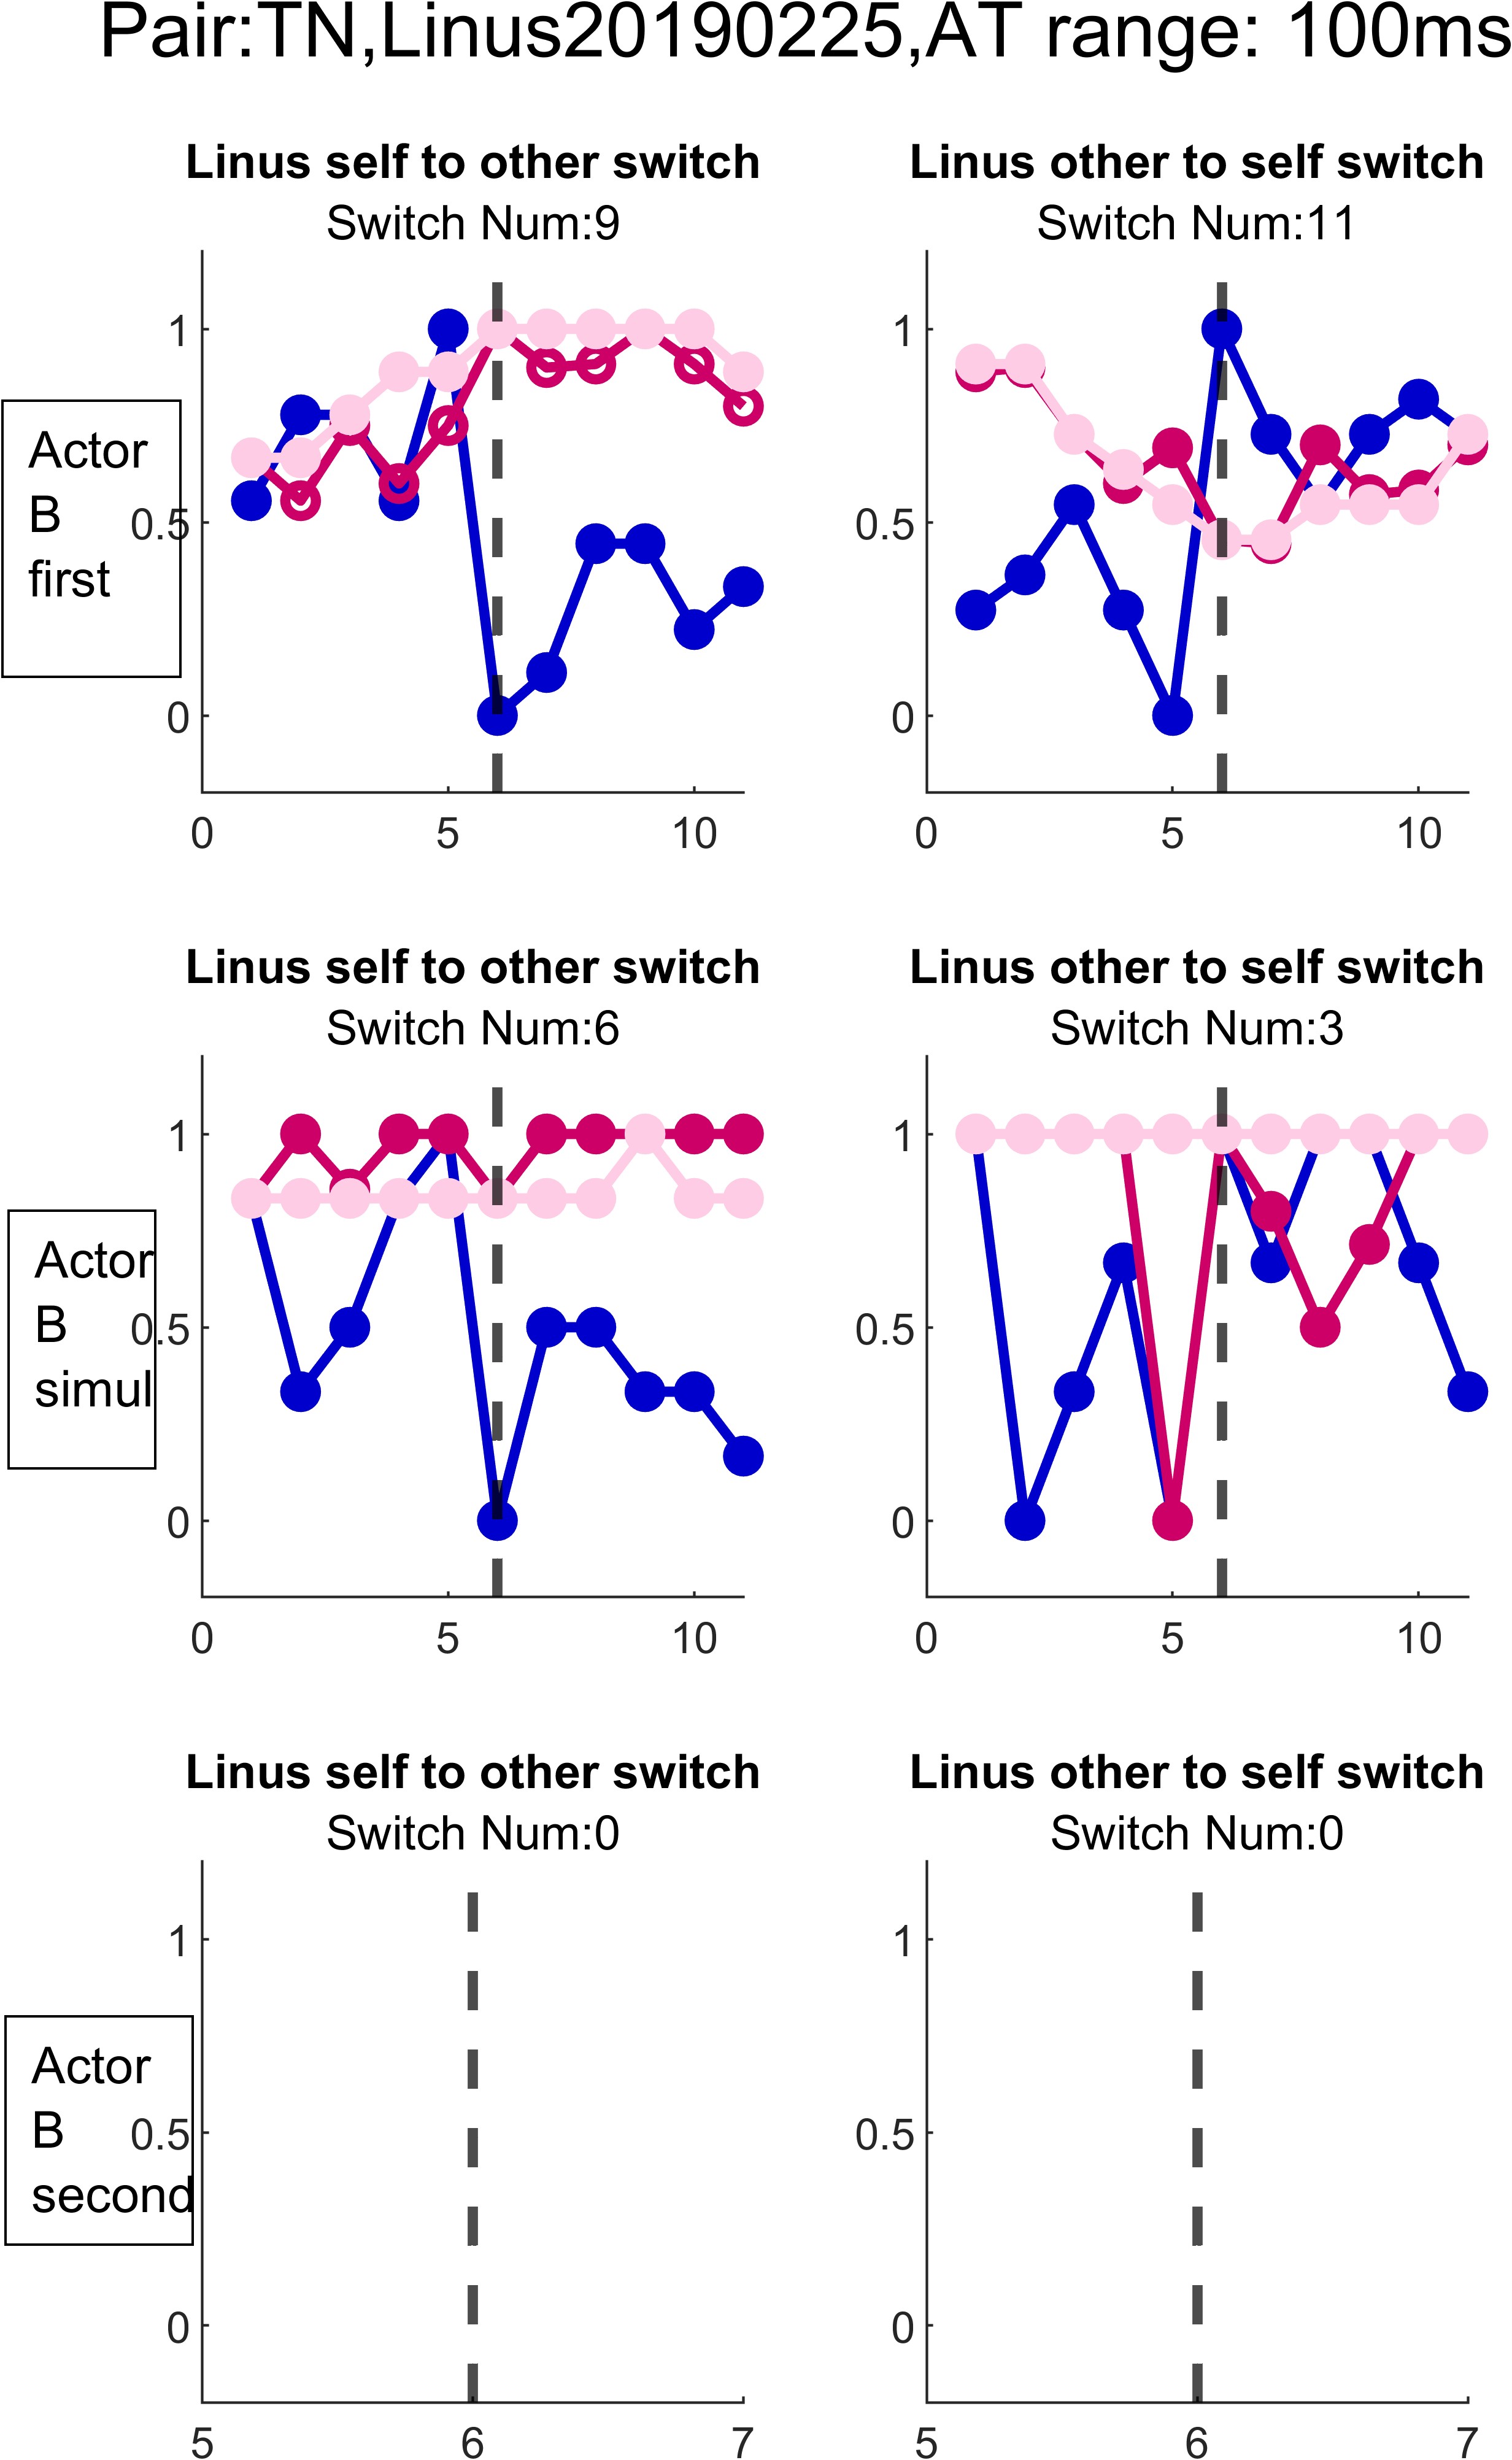 Pair:TN,Linus20190225,AT range: 100ms
Linus self to other switch
Switch Num:9
Linus other to self switch
Switch Num:11
Actor
B
first
1
0.5
0
0
5
10
1
0.5
0
0
5
10
Linus self to other switch
Switch Num:6
Linus other to self switch
Switch Num:3
Actor
B
simul
1
0.5
0
0
5
10
1
0.5
0
0
5
10
Linus self to other switch
Switch Num:0
Linus other to self switch
Switch Num:0
Actor
B
second
1
0.5
0
5
6
7
1
0.5
0
5
6
7